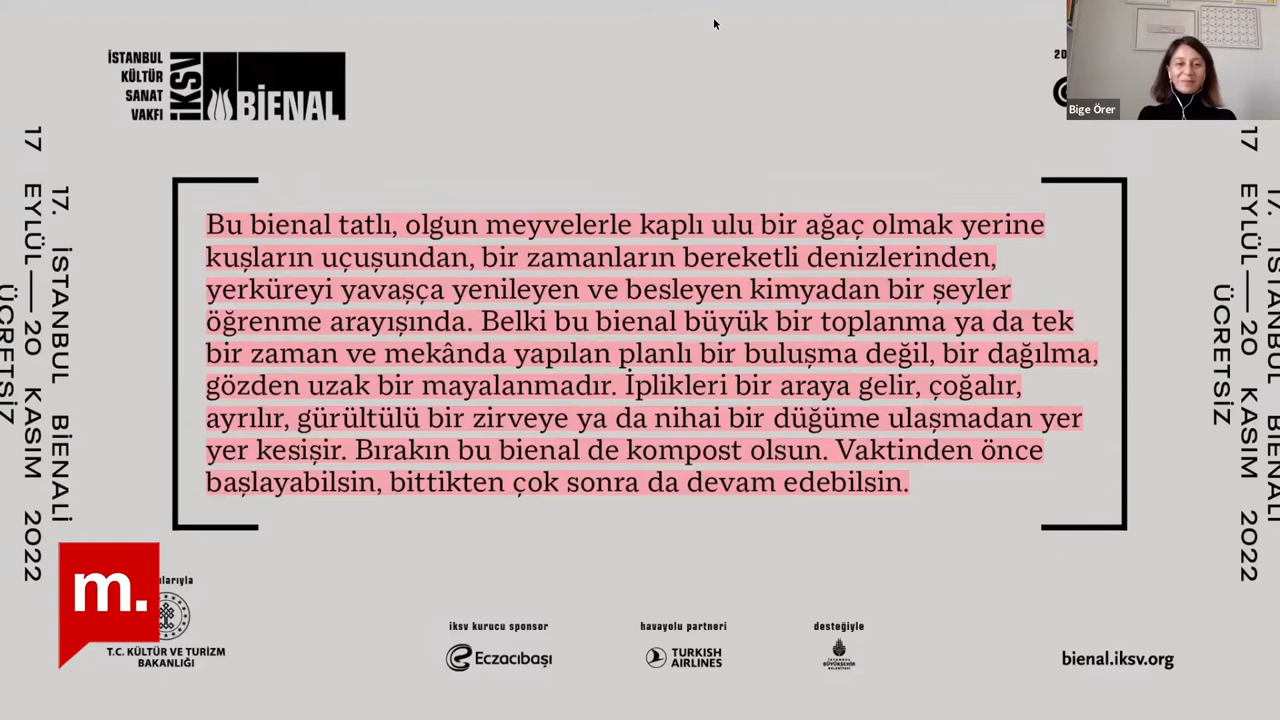 İSTANBUL
KÜLTÜR
SANAT
VAKFI
İKSV
BİENAL
20
Bige Örer
17. İSTANBUL BİENALİ
17 EYLÜL—20 KASIM 2022
ÜCRETSİZ
Bu bienal tatlı, olgun meyvelerle kaplı ulu bir ağaç olmak yerine
kuşların uçuşundan, bir zamanların bereketli denizlerinden,
yerküreyi yavaşça yenileyen ve besleyen kimyadan bir şeyler
öğrenme arayışında. Belki bu bienal büyük bir toplanma ya da tek
bir zaman ve mekânda yapılan planlı bir buluşma değil, bir dağılma,
gözden uzak bir mayalanmadır. İplikleri bir araya gelir, çoğalır,
ayrılır, gürültülü bir zirveye ya da nihai bir düğüme ulaşmadan yer
yer kesişir. Bırakın bu bienal de kompost olsun. Vaktinden önce
başlayabilsin, bittikten çok sonra da devam edebilsin.
17. İSTANBUL BİENALİ
17 EYLÜL—20 KASIM 2022
ÜCRETSİZ
m.
ularıyla
T.C. KÜLTÜR VE TURİZM
BAKANLIĞI
iksv kurucu sponsor
Eczacıbaşı
havayolu partneri
TURKISH
AIRLINES
desteğiyle
İSTANBUL
BÜYÜKŞEHİR
BELEDİYESİ
bienal.iksv.org